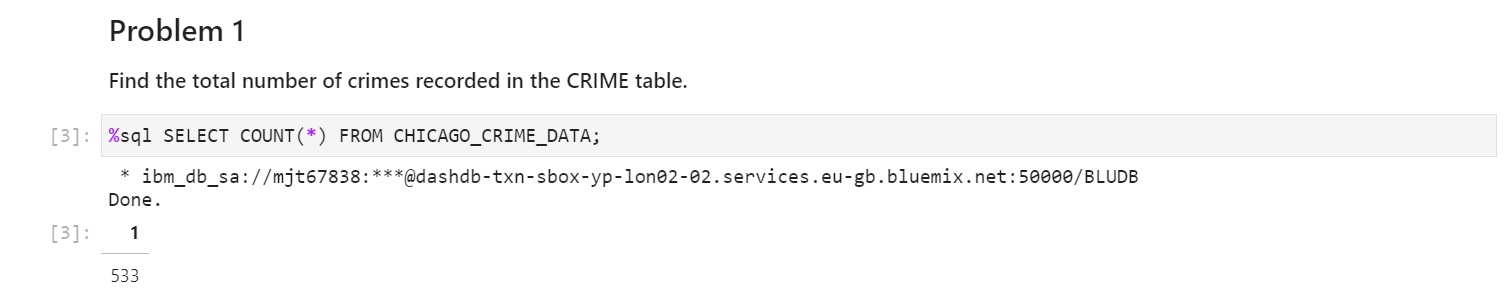 Problem 1
Find the total number of crimes recorded in the CRIME table.
[3]: %sql SELECT COUNT(*) FROM CHICAGO_CRIME_DATA;
* ibm_db_sa://mjt67838:***@dashdb-txn-sbox-yp-lon02-02.services.eu-gb.bluemix.net:50000/BLUDB
Done.
[3]: 1
533